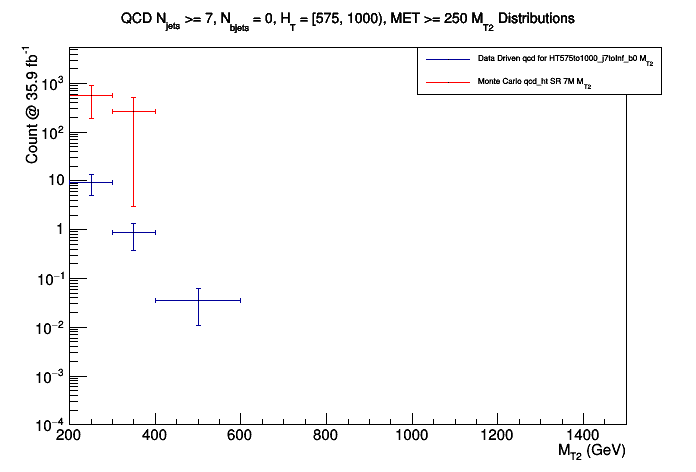 QCD N_jets >= 7, N_bjets = 0, H_T = [575, 1000), MET >= 250 M_T2 Distributions
Data Driven qcd for HT575to1000_j7toInf_b0 M_T2
Monte Carlo qcd_ht SR 7M M_T2
Count @ 35.9 fb^-1
10^3
10^2
10
1
10^-1
10^-2
10^-3
10^-4
200 400 600 800 1000 1200 1400
M_T2 (GeV)